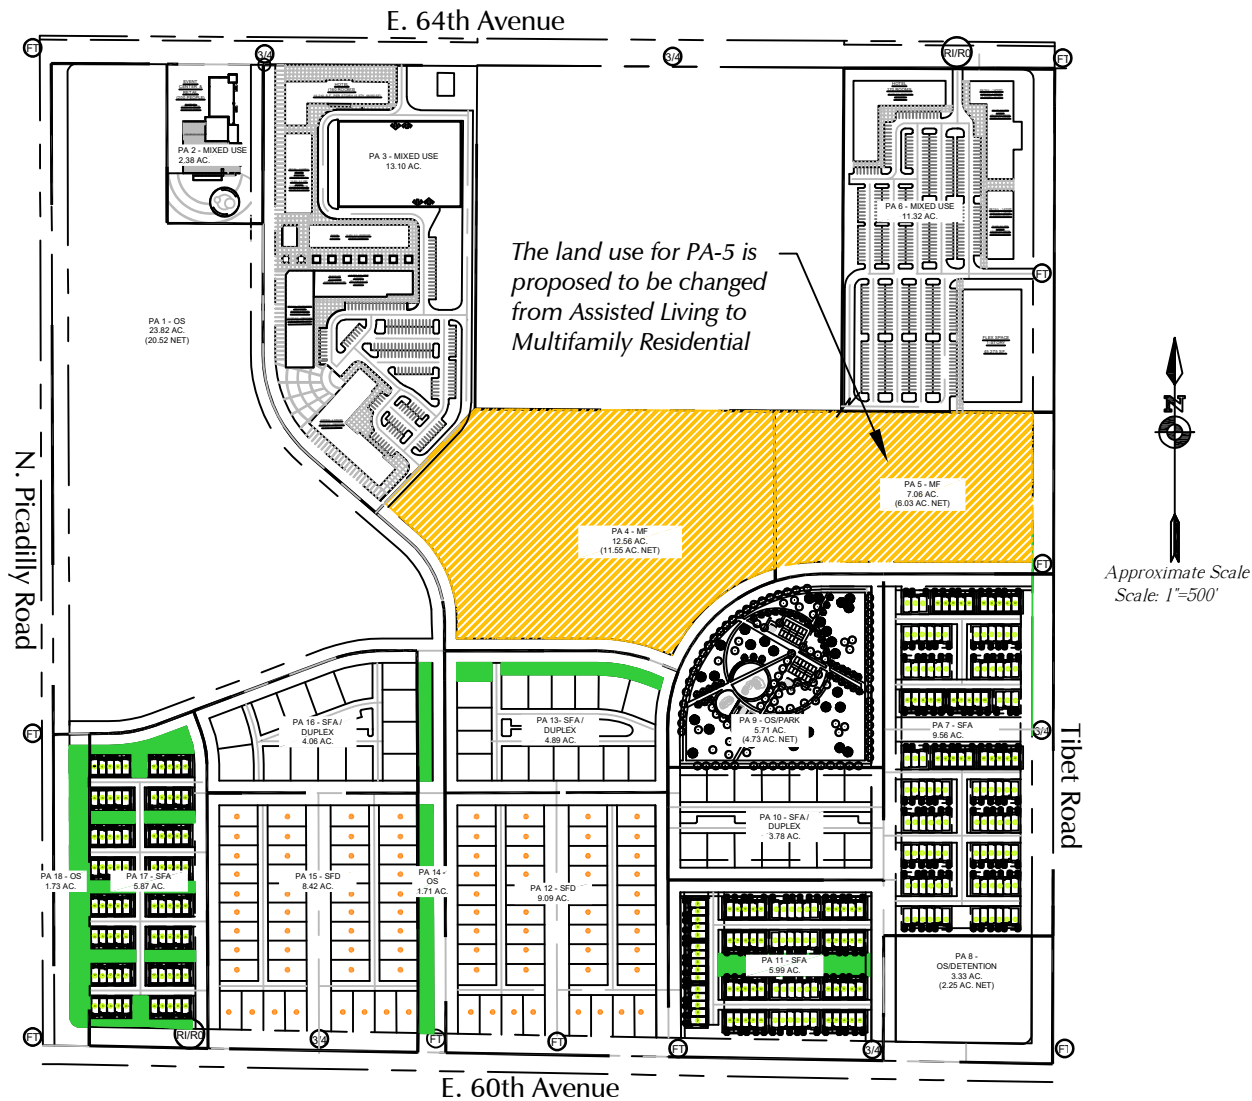 E. 64th Avenue
FT
3/4
3/4
RI/RO
FT
PA 2 - MIXED USE
2.38 AC.
HOTEL
PA 3 - MIXED USE
13.10 AC.
HOTEL
PA 6 - MIXED USE
11.32 AC.
The land use for PA-5 is
proposed to be changed
from Assisted Living to
Multifamily Residential
FT
PA 1 - OS
23.82 AC.
(20.52 NET)
FLEX SPACE
N
N. Picadilly Road
PA 5 - MF
7.06 AC.
(6.03 AC. NET)
PA 4 - MF
12.56 AC.
(11.55 AC. NET)
FT
Approximate Scale
Scale: 1"=500'
PA 16 - SFA /
DUPLEX
4.06 AC.
PA 13- SFA /
DUPLEX
4.89 AC.
PA 9 - OS/PARK
5.71 AC.
(4.73 AC. NET)
PA 7 - SFA
9.56 AC.
FT
3/4
Tibet Road
PA 10 - SFA /
DUPLEX
3.78 AC.
PA 18 - OS
1.73 AC.
PA 17 - SFA
5.87 AC.
PA 15 - SFD
8.42 AC.
PA 14 -
OS
1.71 AC.
PA 12 - SFD
9.09 AC.
PA 11 - SFA
5.99 AC.
PA 8 -
OS/DETENTION
3.33 AC.
(2.25 AC. NET)
FT
RI/RO
3/4
FT
FT
FT
3/4
FT
E. 60th Avenue